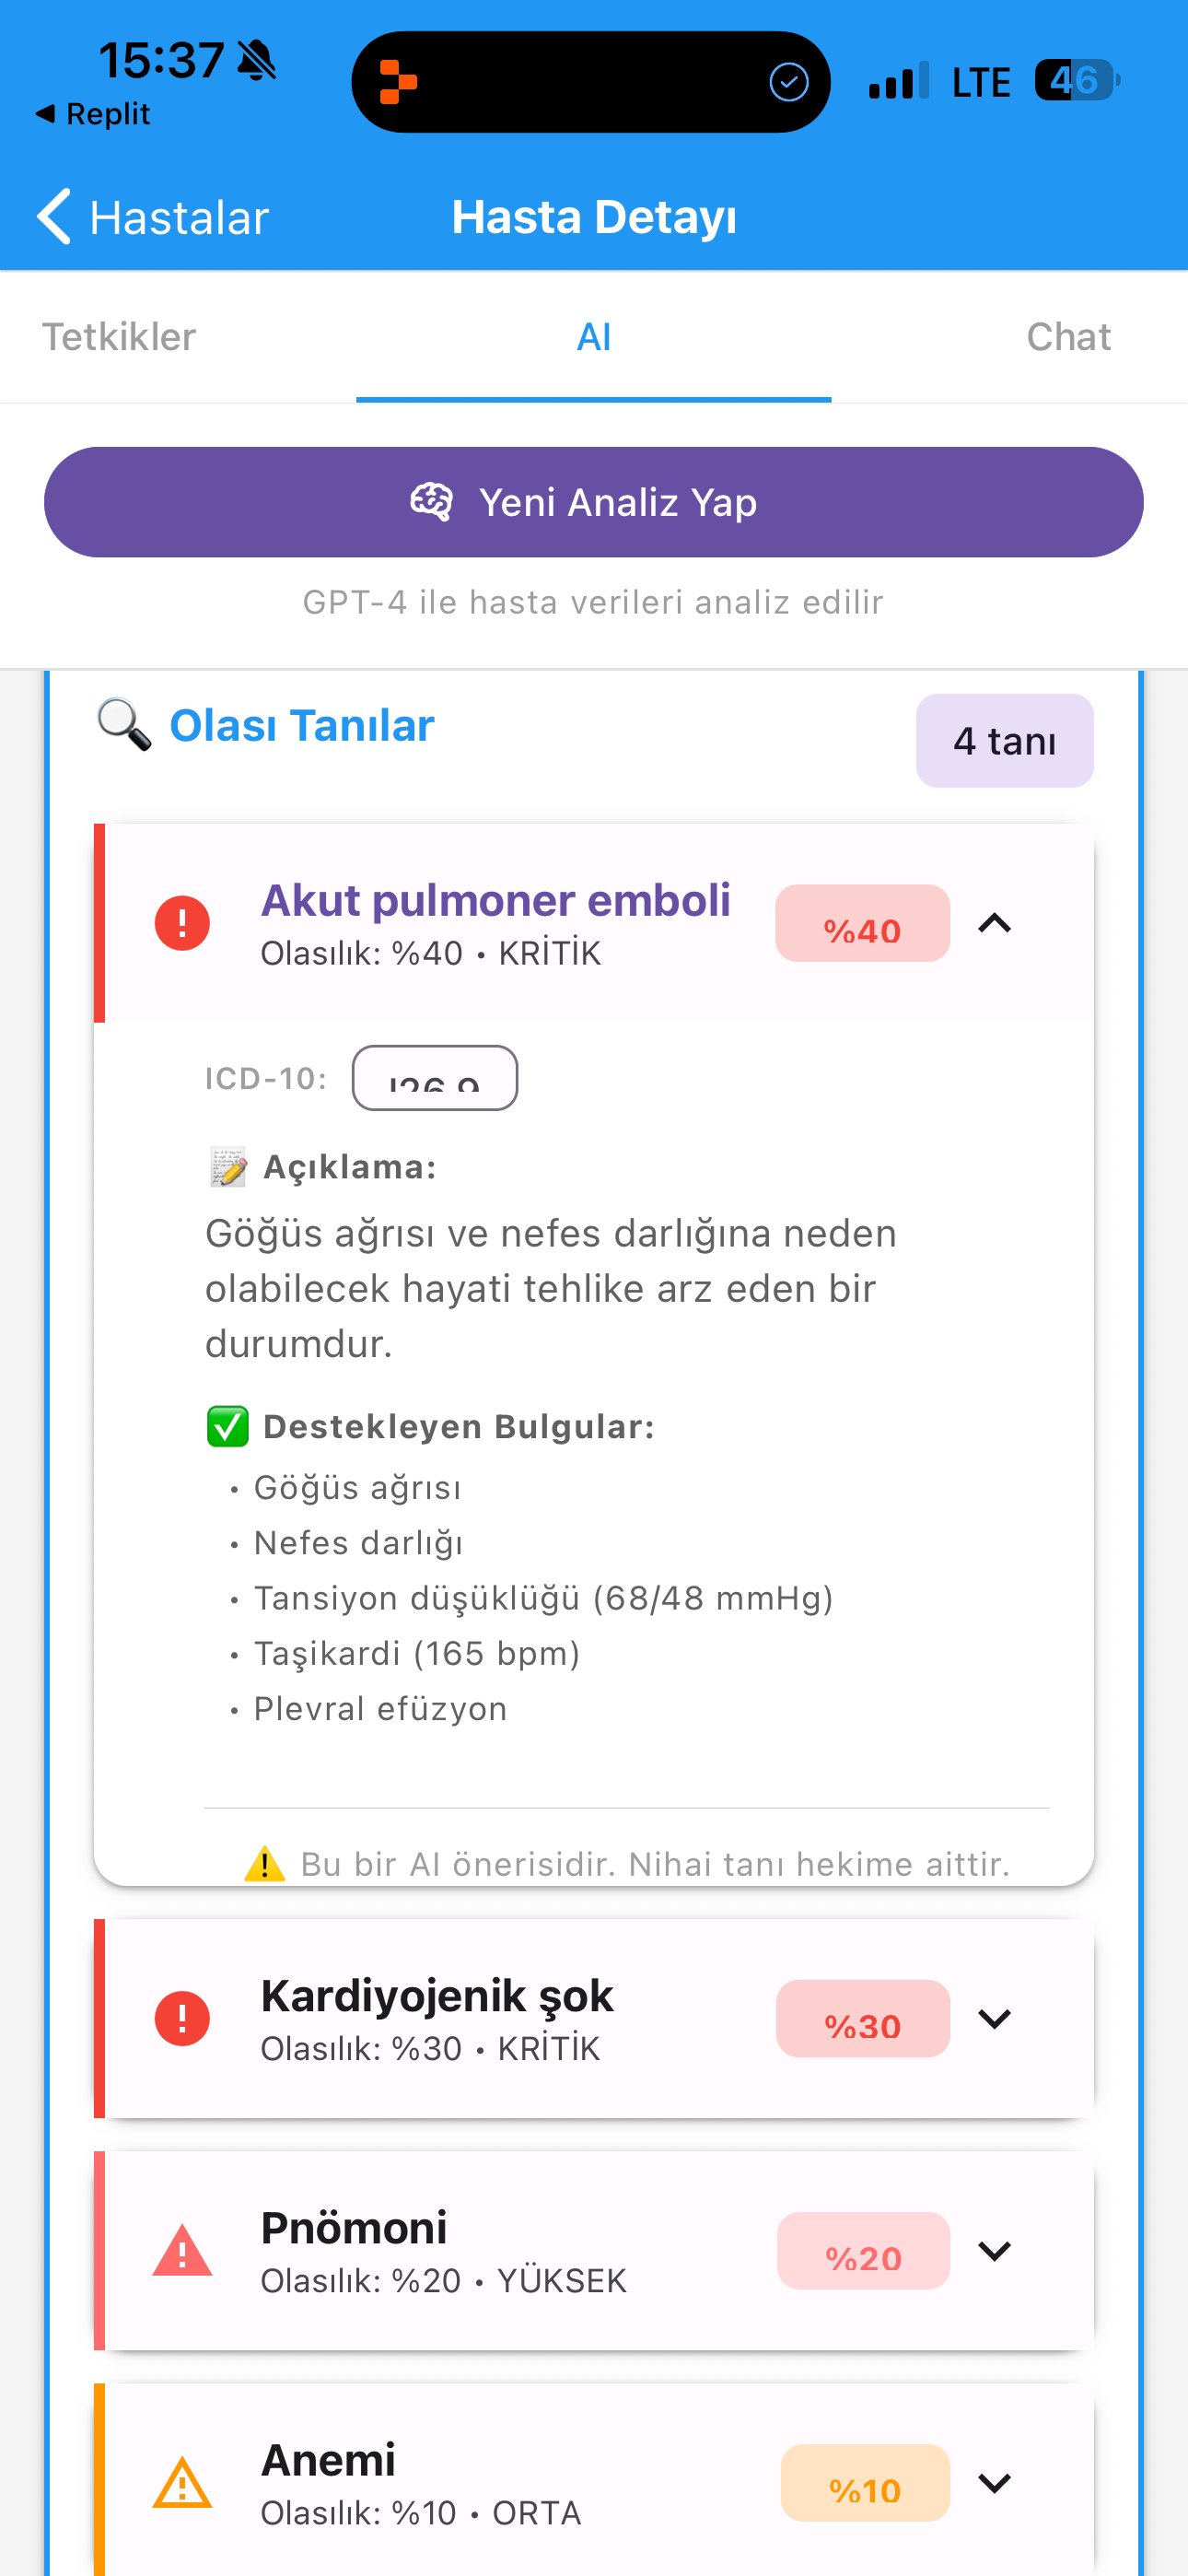 15:37
LTE
46
Replit
Hastalar
Hasta Detayı
Tetkikler
AI
Chat
Yeni Analiz Yap
GPT-4 ile hasta verileri analiz edilir
Olası Tanılar
4 tanı
Akut pulmoner emboli
Olasılık: %40 • KRİTİK
%40
ICD-10:
I26.9
Açıklama:
Göğüs ağrısı ve nefes darlığına neden
olabilecek hayati tehlike arz eden bir
durumdur.
Destekleyen Bulgular:
• Göğüs ağrısı
• Nefes darlığı
• Tansiyon düşüklüğü (68/48 mmHg)
• Taşikardi (165 bpm)
• Plevral efüzyon
Bu bir AI önerisidir. Nihai tanı hekime aittir.
Kardiyojenik şok
Olasılık: %30 • KRİTİK
%30
Pnömoni
Olasılık: %20 • YÜKSEK
%20
Anemi
Olasılık: %10 • ORTA
%10